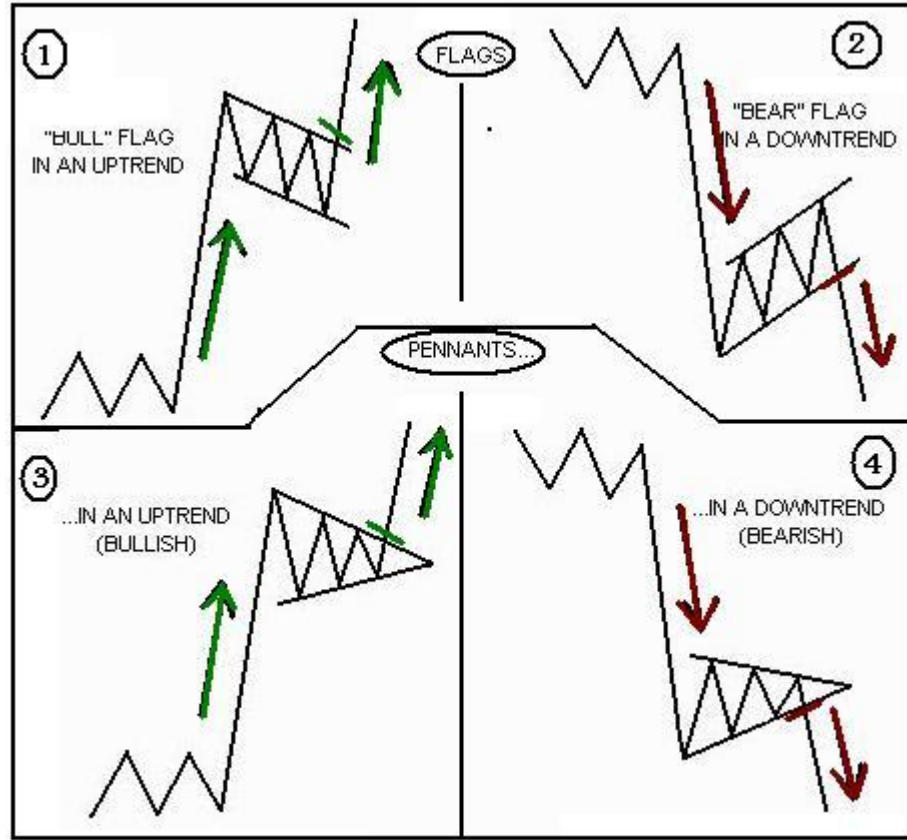 1
FLAGS
2
"BULL" FLAG
IN AN UPTREND
"BEAR" FLAG
IN A DOWNTREND
PENNANTS...
3
4
...IN AN UPTREND
(BULLISH)
...IN A DOWNTREND
(BEARISH)